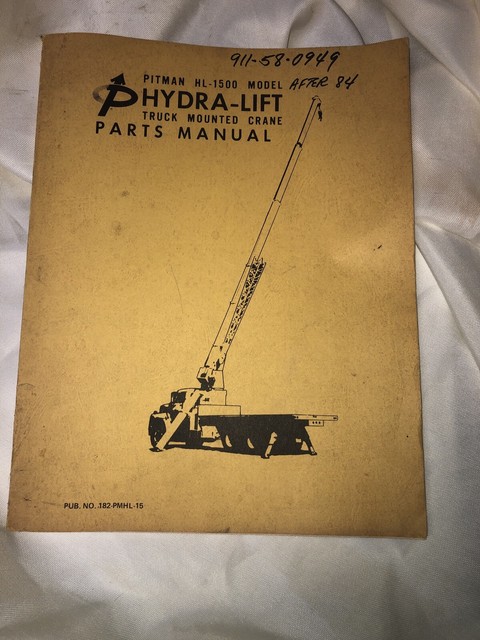 911-58-0949
PITMAN HL-1500 MODEL AFTER 84
HYDRA-LIFT
TRUCK MOUNTED CRANE
PARTS MANUAL
PUB. NO. 182-PMHL-15